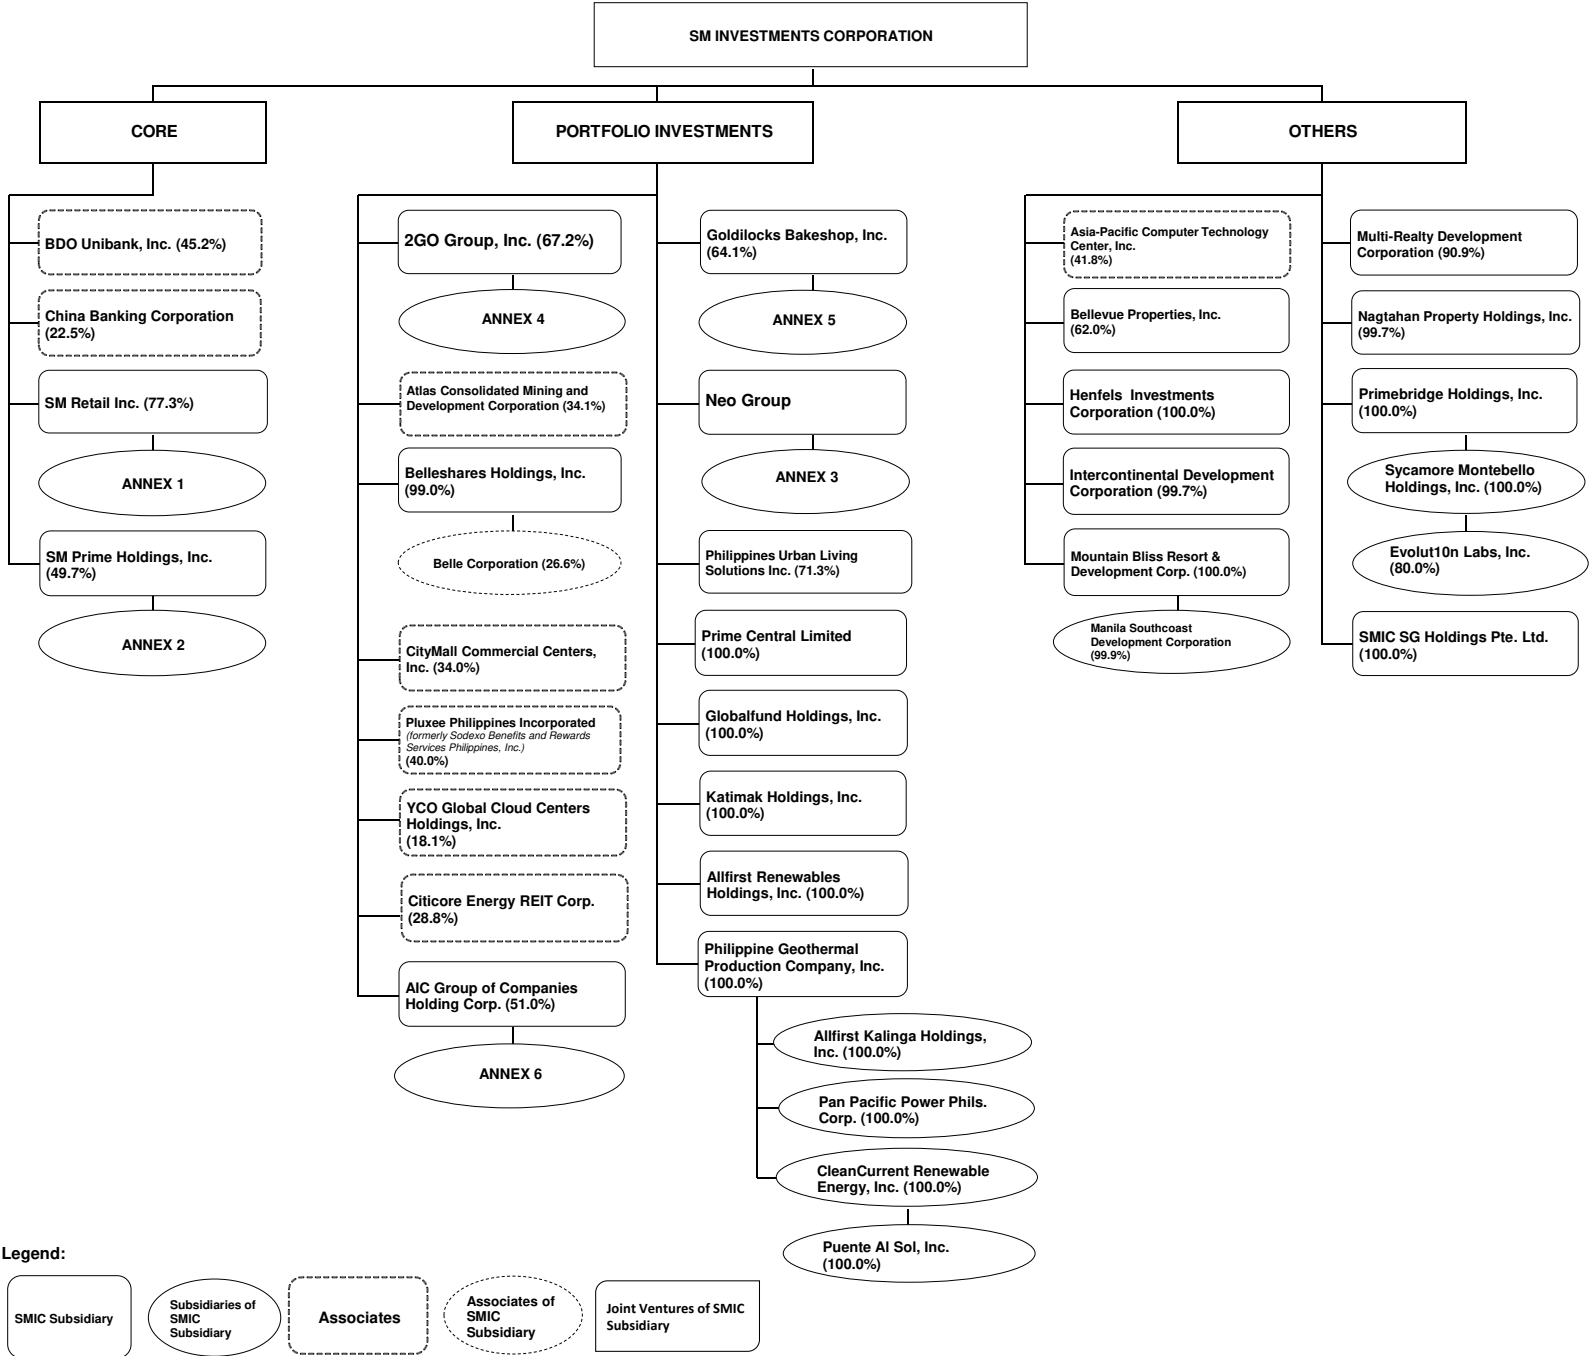 SM INVESTMENTS CORPORATION
CORE
PORTFOLIO INVESTMENTS
OTHERS
BDO Unibank, Inc. (45.2%)
China Banking Corporation
(22.5%)
SM Retail Inc. (77.3%)
ANNEX 1
SM Prime Holdings, Inc.
(49.7%)
ANNEX 2
2GO Group, Inc. (67.2%)
ANNEX 4
Atlas Consolidated Mining and
Development Corporation (34.1%)
Belleshares Holdings, Inc.
(99.0%)
Belle Corporation (26.6%)
CityMall Commercial Centers,
Inc. (34.0%)
Pluxee Philippines Incorporated
(formerly Sodexo Benefits and Rewards
Services Philippines, Inc.)
(40.0%)
YCO Global Cloud Centers
Holdings, Inc.
(18.1%)
Citicore Energy REIT Corp.
(28.8%)
AIC Group of Companies
Holding Corp. (51.0%)
ANNEX 6
Goldilocks Bakeshop, Inc.
(64.1%)
ANNEX 5
Neo Group
ANNEX 3
Philippines Urban Living
Solutions Inc. (71.3%)
Prime Central Limited
(100.0%)
Globalfund Holdings, Inc.
(100.0%)
Katimak Holdings, Inc.
(100.0%)
Allfirst Renewables
Holdings, Inc. (100.0%)
Philippine Geothermal
Production Company, Inc.
(100.0%)
Allfirst Kalinga Holdings,
Inc. (100.0%)
Pan Pacific Power Phils.
Corp. (100.0%)
CleanCurrent Renewable
Energy, Inc. (100.0%)
Puente Al Sol, Inc.
(100.0%)
Asia-Pacific Computer Technology
Center, Inc.
(41.8%)
Bellevue Properties, Inc.
(62.0%)
Henfels Investments
Corporation (100.0%)
Intercontinental Development
Corporation (99.7%)
Mountain Bliss Resort &
Development Corp. (100.0%)
Manila Southcoast
Development Corporation
(99.9%)
Multi-Realty Development
Corporation (90.9%)
Nagtahan Property Holdings, Inc.
(99.7%)
Primebridge Holdings, Inc.
(100.0%)
Sycamore Montebello
Holdings, Inc. (100.0%)
Evolut10n Labs, Inc.
(80.0%)
SMIC SG Holdings Pte. Ltd.
(100.0%)
Legend:
SMIC Subsidiary
Subsidiaries of
SMIC
Subsidiary
Associates
Associates of
SMIC
Subsidiary
Joint Ventures of SMIC
Subsidiary